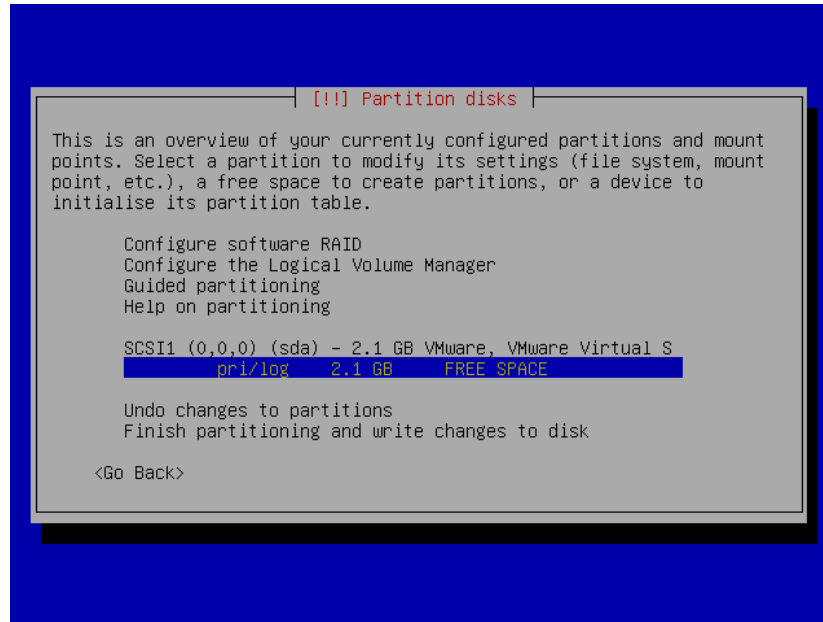 [!!] Partition disks
This is an overview of your currently configured partitions and mount
points. Select a partition to modify its settings (file system, mount
point, etc.), a free space to create partitions, or a device to
initialise its partition table.
Configure software RAID
Configure the Logical Volume Manager
Guided partitioning
Help on partitioning
SCSI1 (0,0,0) (sda) – 2.1 GB VMware, VMware Virtual S
pri/log 2.1 GB FREE SPACE
Undo changes to partitions
Finish partitioning and write changes to disk
<Go Back>